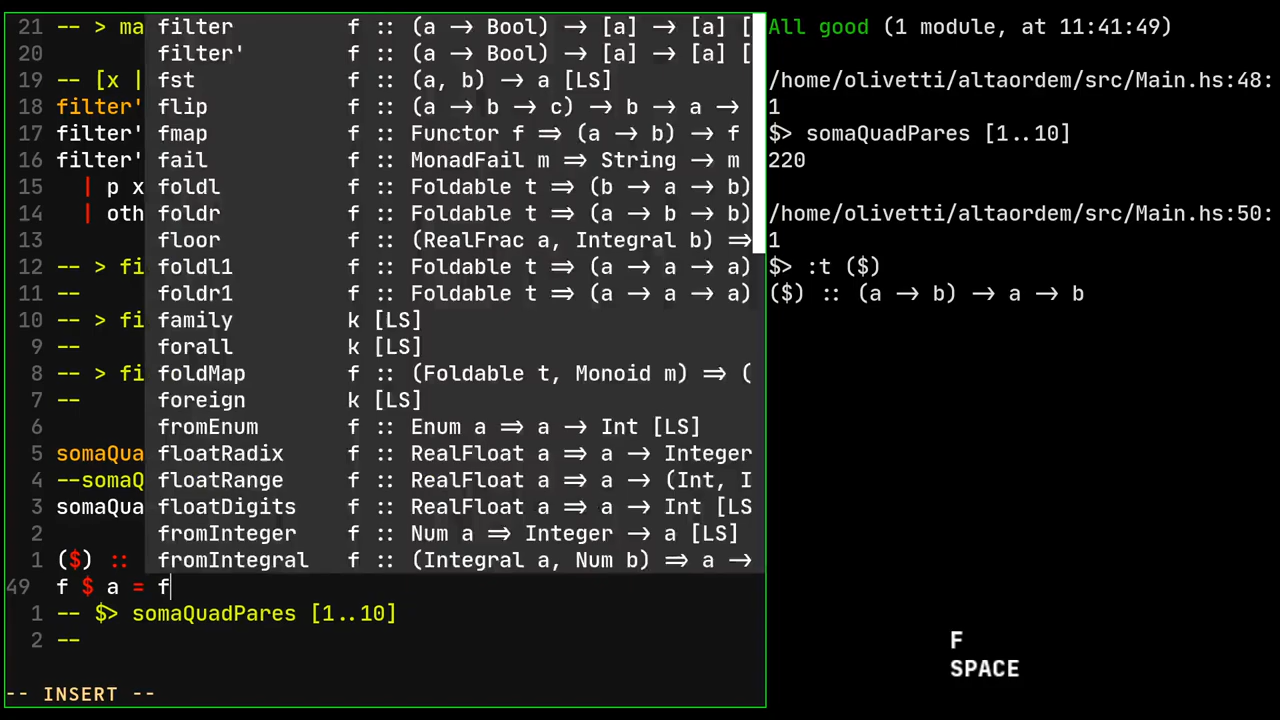 21 -- > ma filter f :: (a → Bool) → [a] → [a] [
20 filter' f :: (a → Bool) → [a] → [a] [
19 -- [x | fst f :: (a, b) → a [LS]
18 filter' flip f :: (a → b → c) → b → a →
17 filter' fmap f :: Functor f ⇒ (a → b) → f
16 filter' fail f :: MonadFail m ⇒ String → m
15 | p x foldl f :: Foldable t ⇒ (b → a → b)
14 | oth foldr f :: Foldable t ⇒ (a → b → b)
13 floor f :: (RealFrac a, Integral b) ⇒
12 -- > fi foldl1 f :: Foldable t ⇒ (a → a → a)
11 -- foldr1 f :: Foldable t ⇒ (a → a → a)
10 -- > fi family k [LS]
9 -- forall k [LS]
8 -- > fi foldMap f :: (Foldable t, Monoid m) ⇒ (
7 -- foreign k [LS]
6 fromEnum f :: Enum a ⇒ a → Int [LS]
5 somaQua floatRadix f :: RealFloat a ⇒ a → Integer
4 --somaQ floatRange f :: RealFloat a ⇒ a → (Int, I
3 somaQua floatDigits f :: RealFloat a ⇒ a → Int [LS
2 fromInteger f :: Num a ⇒ Integer → a [LS]
1 ($) :: fromIntegral f :: (Integral a, Num b) ⇒ a →
49 f $ a = f
1 -- $> somaQuadPares [1..10]
2 --
-- INSERT --
All good (1 module, at 11:41:49)
/home/olivetti/altaordem/src/Main.hs:48:
1
$> somaQuadPares [1..10]
220
/home/olivetti/altaordem/src/Main.hs:50:
1
$> :t ($)
($) :: (a → b) → a → b
F
SPACE